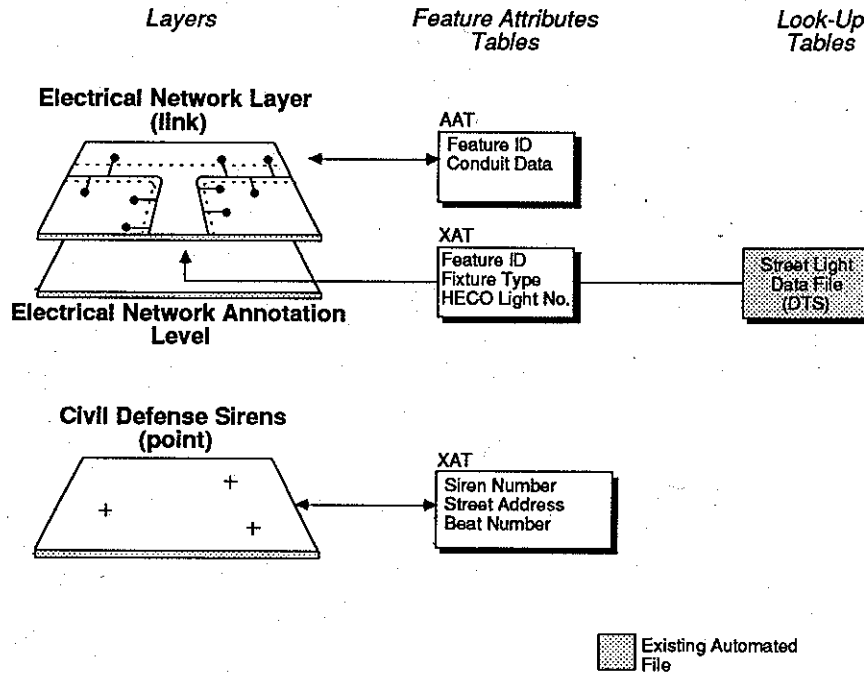 Layers
Feature Attributes
Tables
Look-Up
Tables
Electrical Network Layer
(link)
AAT
Feature ID
Conduit Data
XAT
Feature ID
Fixture Type
HECO Light No.
Street Light
Data File
(DTS)
Electrical Network Annotation
Level
Civil Defense Sirens
(point)
XAT
Siren Number
Street Address
Beat Number
Existing Automated
File